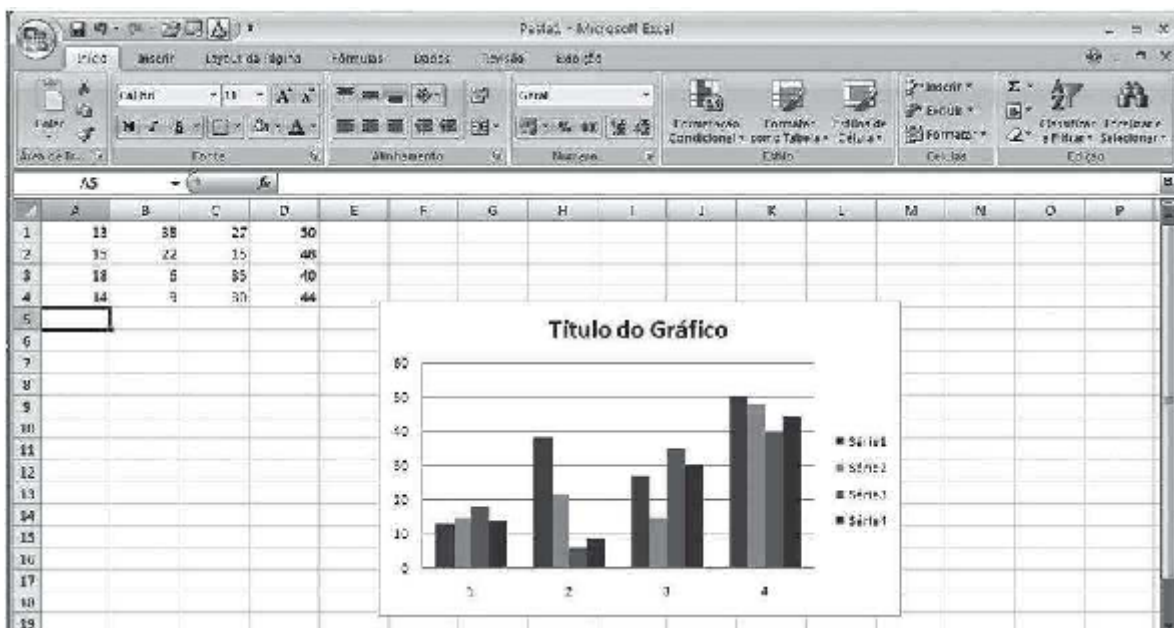 Pasta1 - Microsoft Excel
Início Inserir Layout da Página Fórmulas Dados Revisão Exibição
Calibri 11 Geral
Colar
N
Formatação Condicional
Formatar como Tabela
Estilos de Célula
Inserir
Excluir
Formatar
Classificar e Filtrar
Localizar e Selecionar
Fonte Alinhamento Número Estilo Células Edição
A5 fx
A B C D E F G H I J K L M N O P
1 13 38 27 50
2 15 22 15 48
3 18 6 35 40
4 14 9 30 44
5
6
7
8
9
10
11
12
13
14
15
16
17
18
19
Título do Gráfico
60
50
40
30
20
10
0
1 2 3 4
Série1
Série2
Série3
Série4